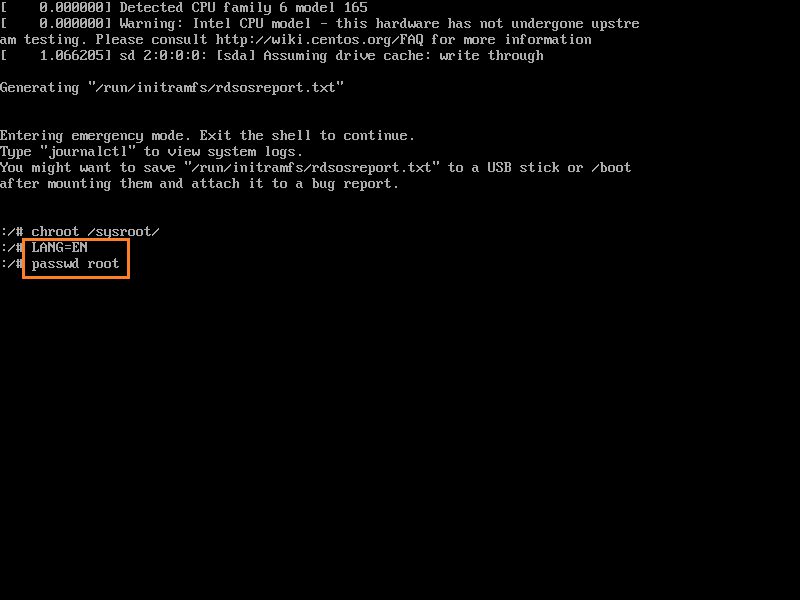 [    0.000000] Detected CPU family 6 model 165
[    0.000000] Warning: Intel CPU model - this hardware has not undergone upstre
am testing. Please consult http://wiki.centos.org/FAQ for more information
[    1.066205] sd 2:0:0:0: [sda] Assuming drive cache: write through
Generating "/run/initramfs/rdsosreport.txt"
Entering emergency mode. Exit the shell to continue.
Type "journalctl" to view system logs.
You might want to save "/run/initramfs/rdsosreport.txt" to a USB stick or /boot
after mounting them and attach it to a bug report.
:/# chroot /sysroot/
:/# LANG=EN
:/# passwd root